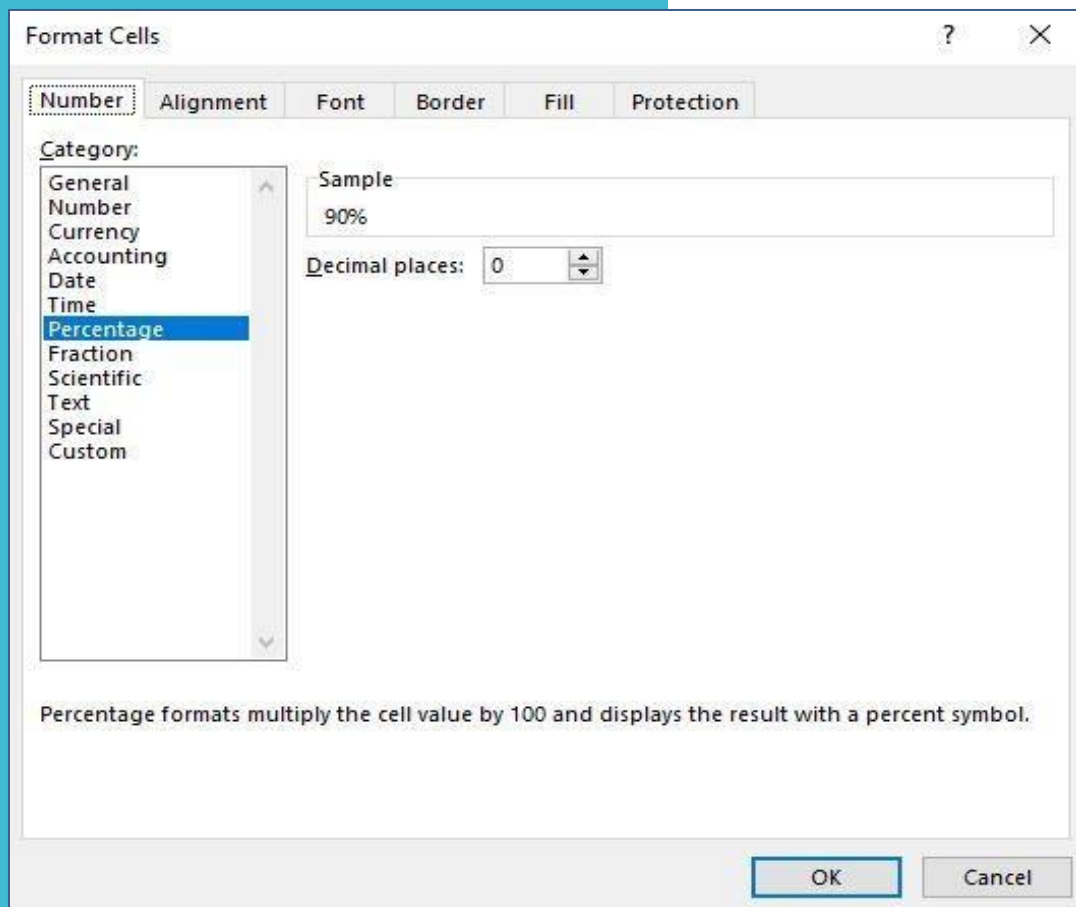 Format Cells ?
Number Alignment Font Border Fill Protection
Category:
General
Number
Currency
Accounting
Date
Time
Percentage
Fraction
Scientific
Text
Special
Custom
Sample
90%
Decimal places: 0
Percentage formats multiply the cell value by 100 and displays the result with a percent symbol.
OK Cancel